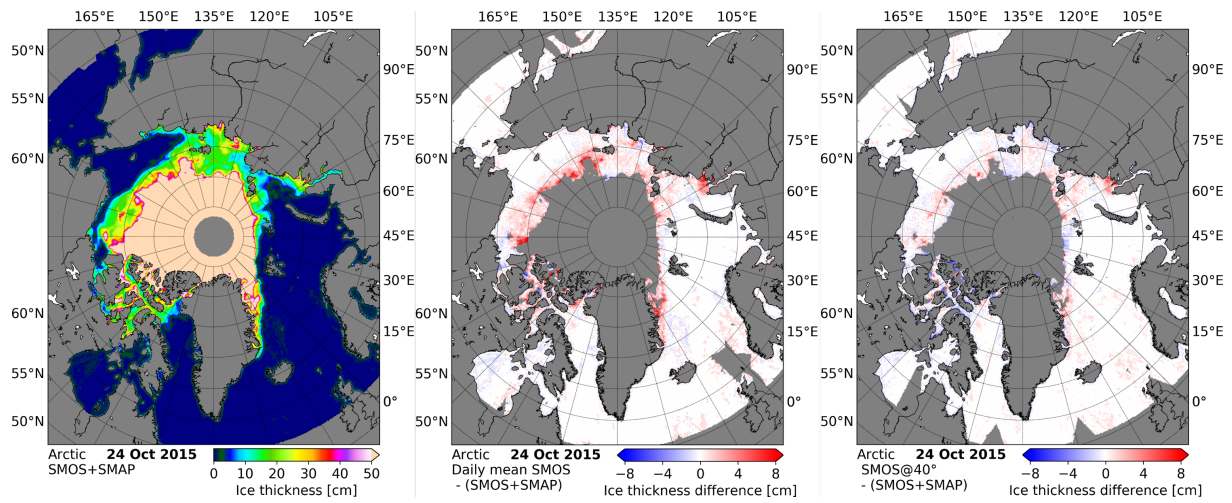 165°E 150°E 135°E 120°E 105°E
50°N
55°N
60°N
60°N
55°N
50°N
90°E
75°E
60°E
45°E
30°E
15°E
0°
Arctic 24 Oct 2015
SMOS+SMAP
0 10 20 30 40 50
Ice thickness [cm]
165°E 150°E 135°E 120°E 105°E
50°N
55°N
60°N
60°N
55°N
50°N
90°E
75°E
60°E
45°E
30°E
15°E
0°
Arctic 24 Oct 2015
Daily mean SMOS
- (SMOS+SMAP)
−8 −4 0 4 8
Ice thickness difference [cm]
165°E 150°E 135°E 120°E 105°E
50°N
55°N
60°N
60°N
55°N
50°N
90°E
75°E
60°E
45°E
30°E
15°E
0°
Arctic 24 Oct 2015
SMOS@40°
- (SMOS+SMAP)
−8 −4 0 4 8
Ice thickness difference [cm]